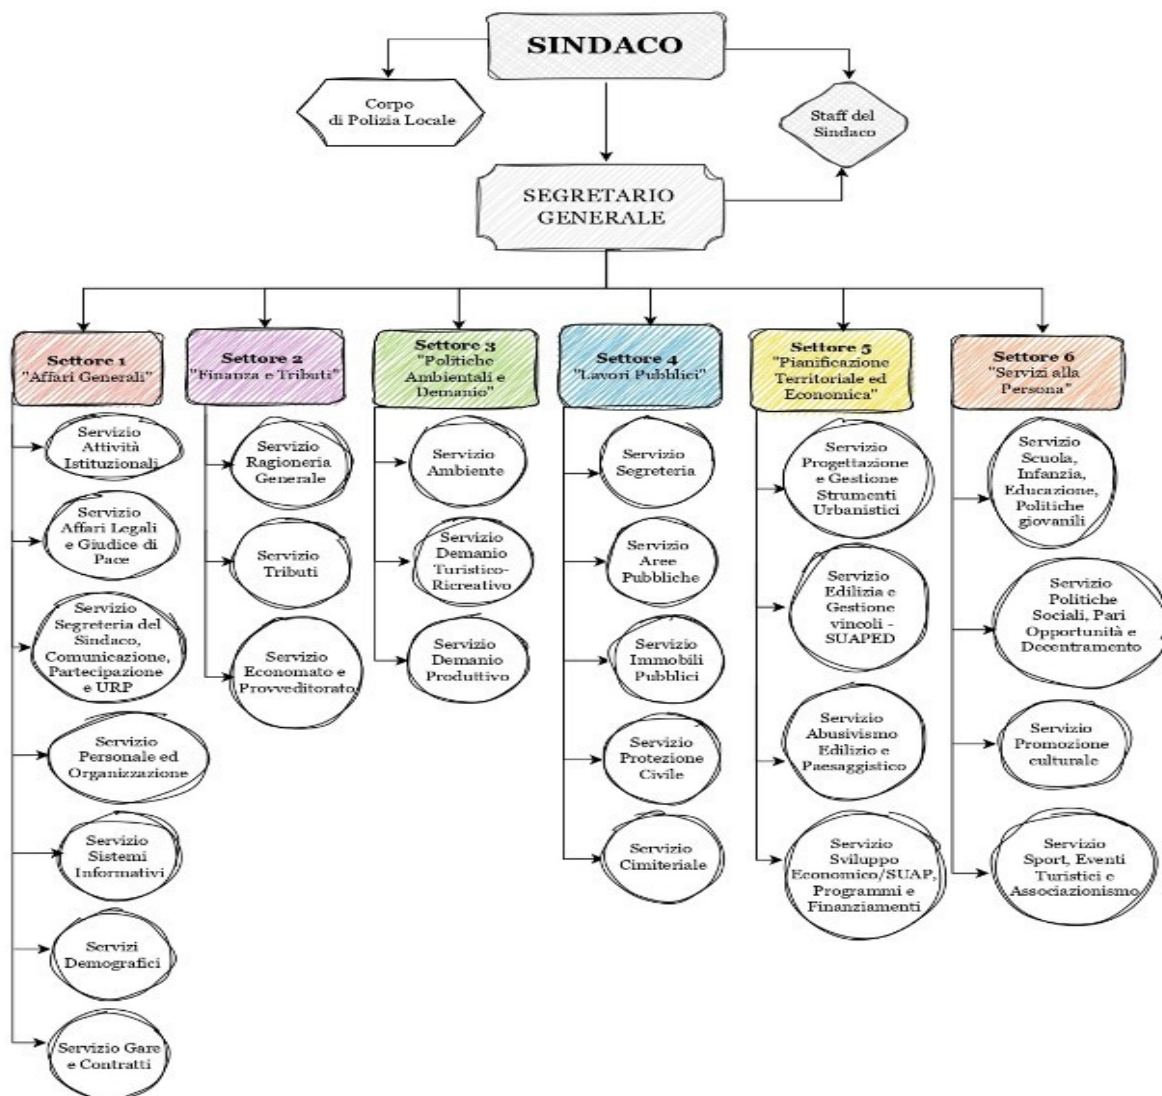 SINDACO
Corpo
di Polizia Locale
Staff del
Sindaco
SEGRETARIO
GENERALE
Settore 1
"Affari Generali"
Settore 2
"Finanza e Tributi"
Settore 3
"Politiche
Ambientali e
Demanio"
Settore 4
"Lavori Pubblici"
Settore 5
"Pianificazione
Territoriale ed
Economica"
Settore 6
"Servizi alla
Persona"
Servizio
Attività
Istituzionali
Servizio
Affari Legali
e Giudice di
Pace
Servizio
Segreteria del
Sindaco,
Comunicazione,
Partecipazione
e URP
Servizio
Personale ed
Organizzazione
Servizio
Sistemi
Informativi
Servizi
Demografici
Servizio Gare
e Contratti
Servizio
Ragioneria
Generale
Servizio
Tributi
Servizio
Economato e
Provveditorato
Servizio
Ambiente
Servizio
Demanio
Turistico-
Ricreativo
Servizio
Demanio
Produttivo
Servizio
Segreteria
Servizio
Aree
Pubbliche
Servizio
Immobili
Pubblici
Servizio
Protezione
Civile
Servizio
Cimiteriale
Servizio
Progettazione
e Gestione
Strumenti
Urbanistici
Servizio
Edilizia e
Gestione
vincoli -
SUAPED
Servizio
Abusivismo
Edilizio e
Paesaggistico
Servizio
Sviluppo
Economico/SUAP,
Programmi e
Finanziamenti
Servizio
Scuola,
Infanzia,
Educazione,
Politiche
giovanili
Servizio
Politiche
Sociali, Pari
Opportunità e
Decentramento
Servizio
Promozione
culturale
Servizio
Sport, Eventi
Turistici e
Associazionismo